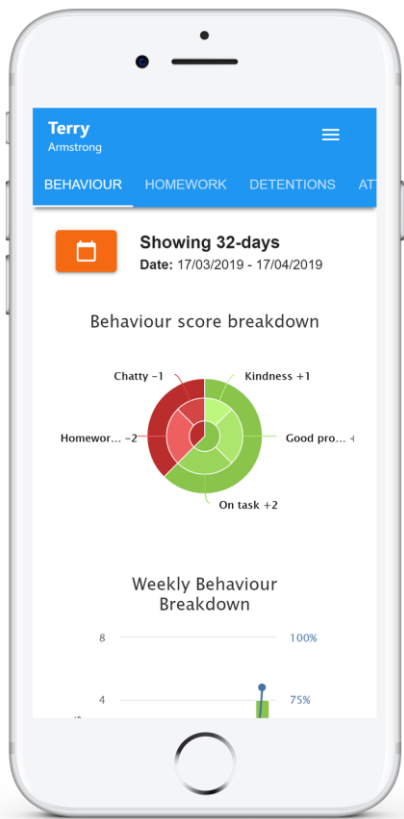 Terry
Armstrong
BEHAVIOUR HOMEWORK DETENTIONS AT
Showing 32-days
Date: 17/03/2019 - 17/04/2019
Behaviour score breakdown
Chatty -1 Kindness +1
Homewor... -2 Good pro...
On task +2
Weekly Behaviour
Breakdown
8 100%
4 75%